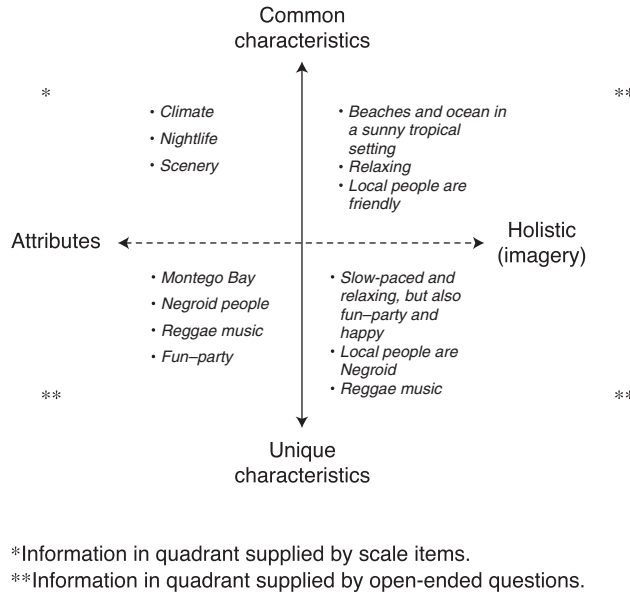 Common
characteristics
*
**
• Climate
• Nightlife
• Scenery
• Beaches and ocean in
a sunny tropical
setting
• Relaxing
• Local people are
friendly
Attributes
Holistic
(imagery)
• Montego Bay
• Negroid people
• Reggae music
• Fun–party
• Slow-paced and
relaxing, but also
fun–party and
happy
• Local people are
Negroid
• Reggae music
**
**
Unique
characteristics
*Information in quadrant supplied by scale items.
**Information in quadrant supplied by open-ended questions.